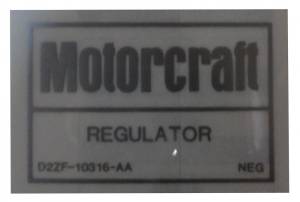 Motorcraft
REGULATOR
D2ZF-10316-AA NEG